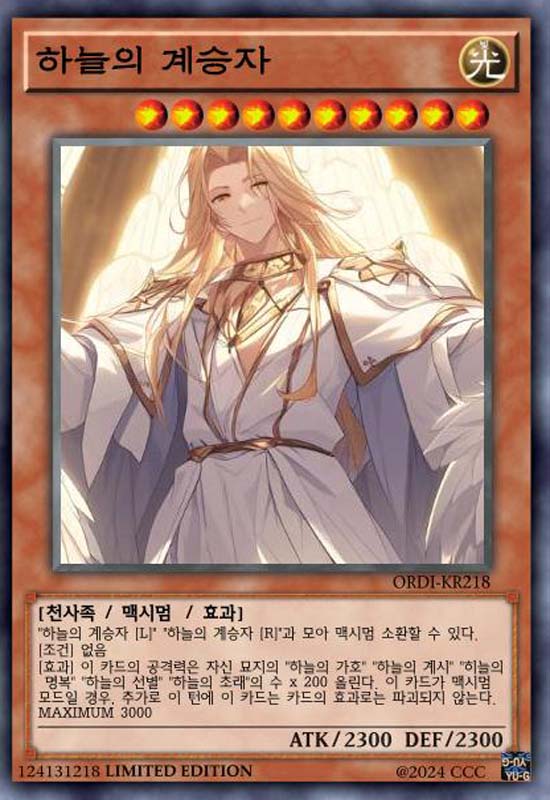 하늘의 계승자
빛
光
ORDI-KR218
[천사족 / 맥시멈 / 효과]
"하늘의 계승자 [L]" "하늘의 계승자 [R]"과 모아 맥시멈 소환할 수 있다.
[조건] 없음
[효과] 이 카드의 공격력은 자신 묘지의 "하늘의 가호" "하늘의 계시" "하늘의
명복" "하늘의 선별" "하늘의 초래"의 수 x 200 올린다. 이 카드가 맥시멈
모드일 경우, 추가로 이 턴에 이 카드는 카드의 효과로는 파괴되지 않는다.
MAXIMUM 3000
ATK/2300 DEF/2300
124131218 LIMITED EDITION
@2024 CCC